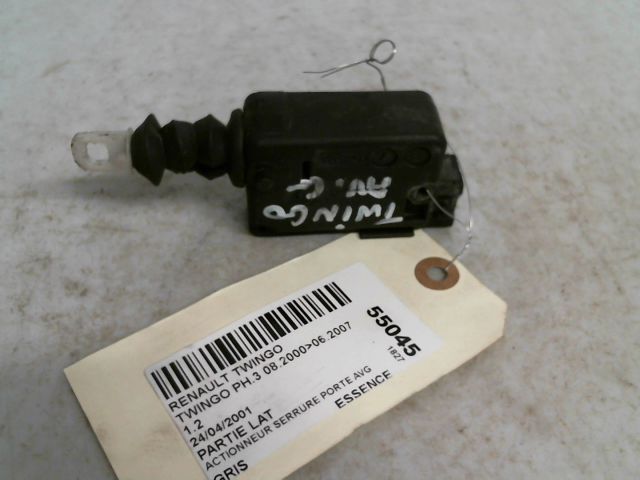 TWINGO
AV. G
55045
1827
RENAULT TWINGO
TWINGO PH.3 08.2000>06.2007
1.2
24/04/2001
ESSENCE
PARTIE LAT
ACTIONNEUR SERRURE PORTE AVG
GRIS